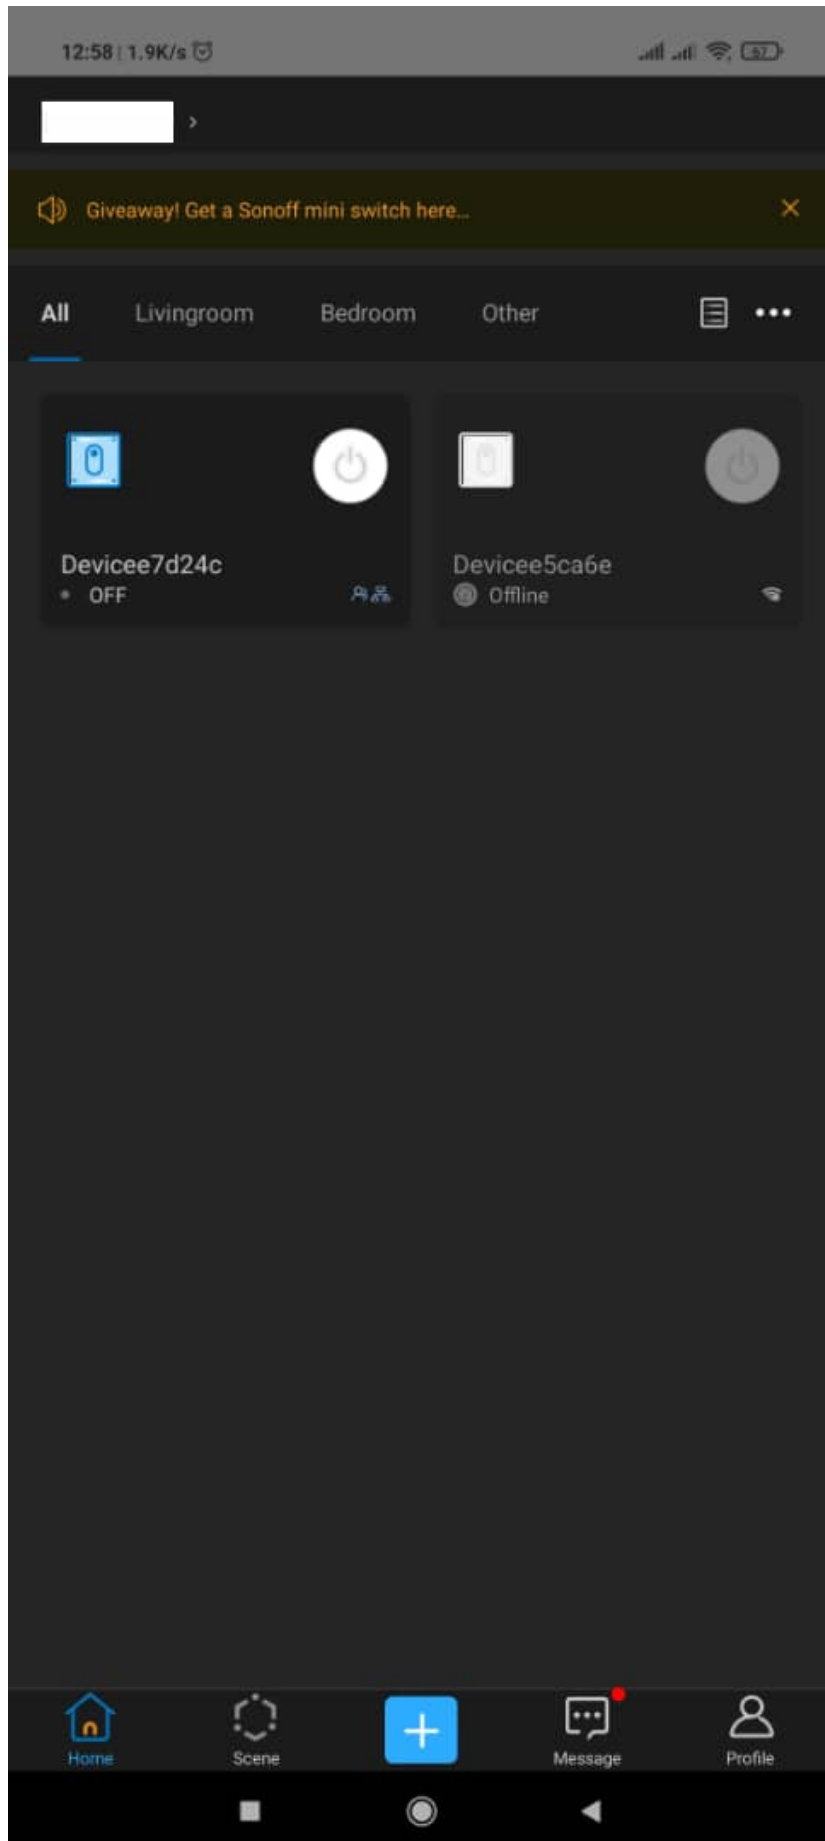 12:58 | 1.9K/s
57
Giveaway! Get a Sonoff mini switch here...
All Livingroom Bedroom Other
Devicee7d24c
OFF
Devicee5ca6e
Offline
Home Scene Message Profile